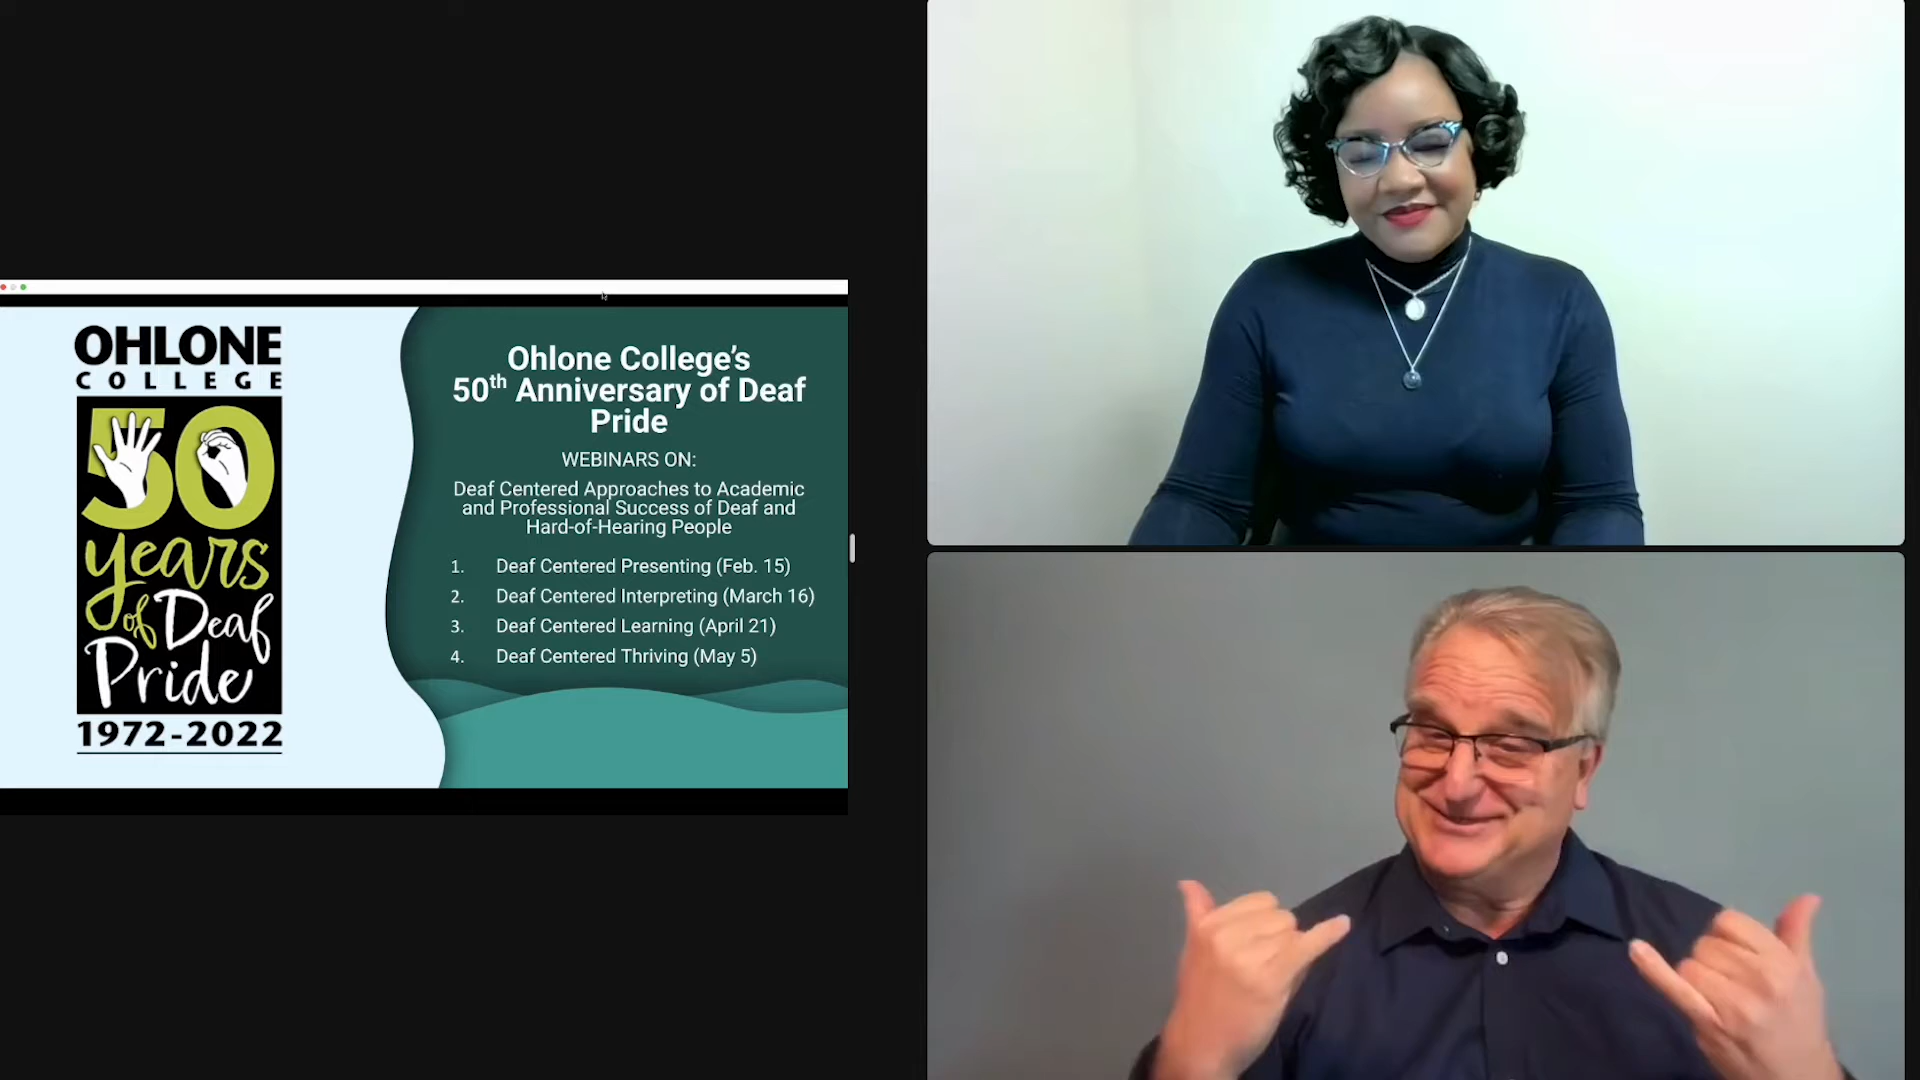 OHLONE
COLLEGE
50
years
of Deaf
Pride
1972-2022
Ohlone College’s
50th Anniversary of Deaf
Pride
WEBINARS ON:
Deaf Centered Approaches to Academic
and Professional Success of Deaf and
Hard-of-Hearing People
1. Deaf Centered Presenting (Feb. 15)
2. Deaf Centered Interpreting (March 16)
3. Deaf Centered Learning (April 21)
4. Deaf Centered Thriving (May 5)